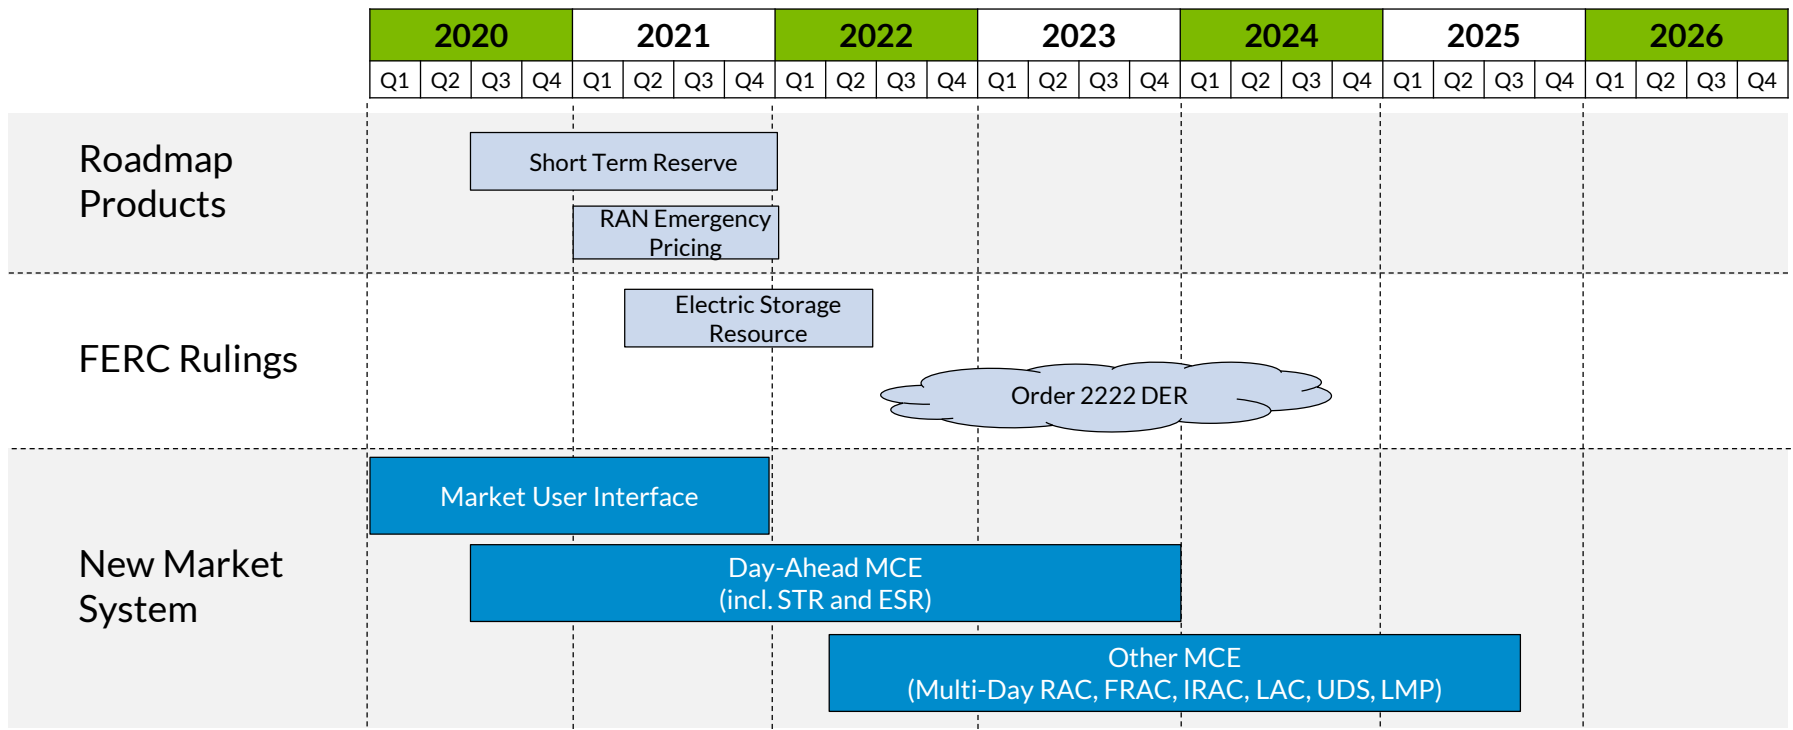 2020 2021 2022 2023 2024 2025 2026
Q1 Q2 Q3 Q4 Q1 Q2 Q3 Q4 Q1 Q2 Q3 Q4 Q1 Q2 Q3 Q4 Q1 Q2 Q3 Q4 Q1 Q2 Q3 Q4 Q1 Q2 Q3 Q4
Roadmap
Products
Short Term Reserve
RAN Emergency
Pricing
FERC Rulings
Electric Storage
Resource
Order 2222 DER
New Market
System
Market User Interface
Day-Ahead MCE
(incl. STR and ESR)
Other MCE
(Multi-Day RAC, FRAC, IRAC, LAC, UDS, LMP)